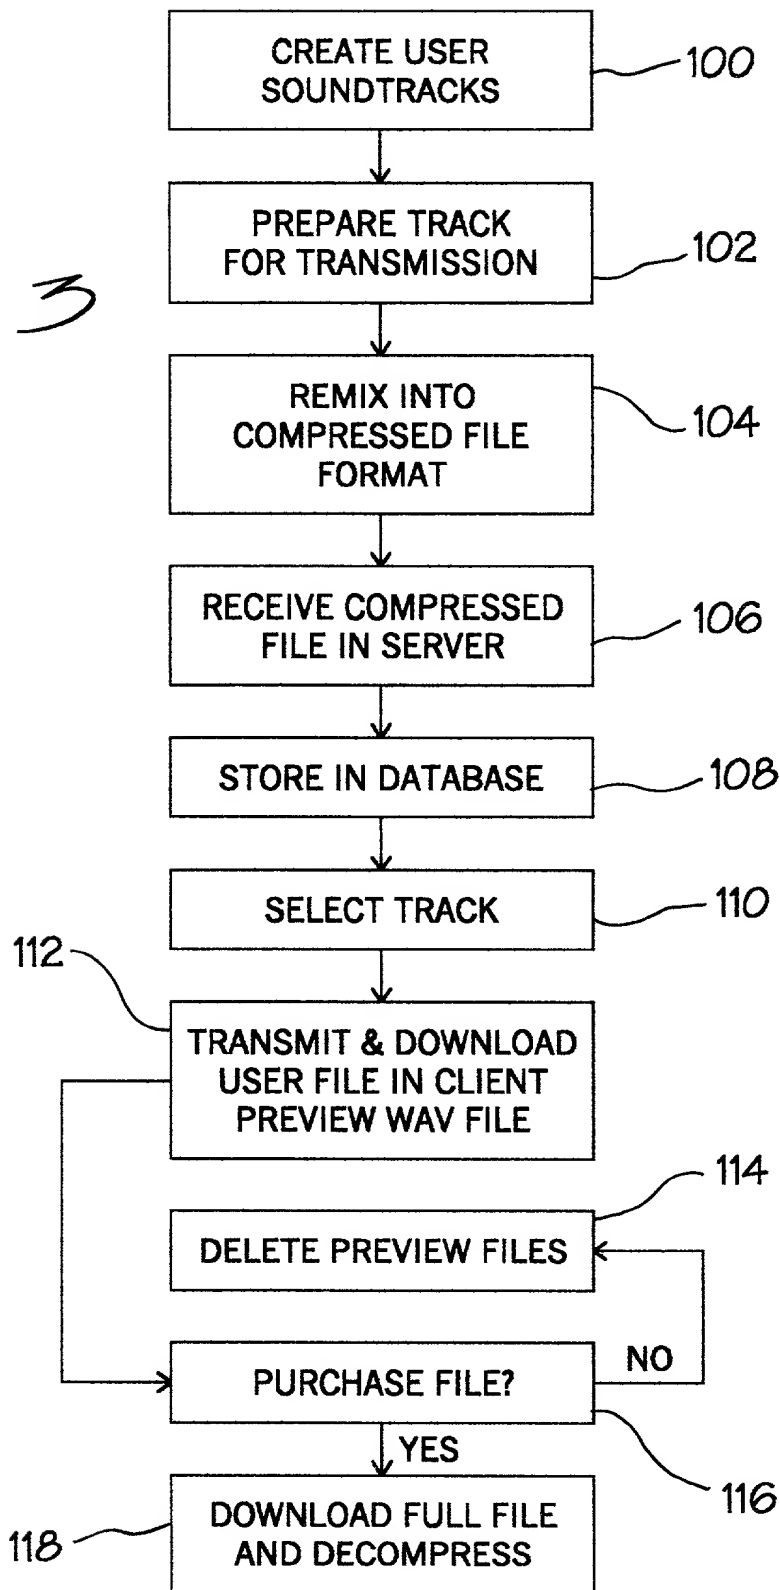 CREATE USER
SOUNDTRACKS
100
PREPARE TRACK
FOR TRANSMISSION
102
3
REMIX INTO
COMPRESSED FILE
FORMAT
104
RECEIVE COMPRESSED
FILE IN SERVER
106
STORE IN DATABASE
108
SELECT TRACK
110
112
TRANSMIT & DOWNLOAD
USER FILE IN CLIENT
PREVIEW WAV FILE
114
DELETE PREVIEW FILES
NO
PURCHASE FILE?
YES
116
DOWNLOAD FULL FILE
AND DECOMPRESS
118